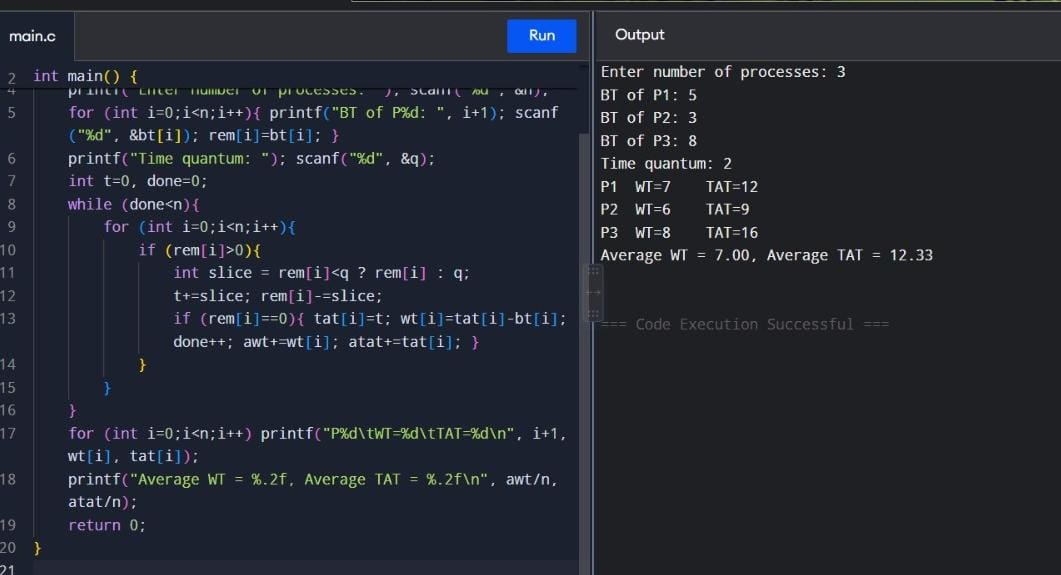 main.c
Run
Output
2 int main() {
4 printf("Enter number of processes: "); scanf("%d", &n);
5 for (int i=0;i<n;i++){ printf("BT of P%d: ", i+1); scanf
("%d", &bt[i]); rem[i]=bt[i]; }
6 printf("Time quantum: "); scanf("%d", &q);
7 int t=0, done=0;
8 while (done<n){
9 for (int i=0;i<n;i++){
10 if (rem[i]>0){
11 int slice = rem[i]<q ? rem[i] : q;
12 t+=slice; rem[i]-=slice;
13 if (rem[i]==0){ tat[i]=t; wt[i]=tat[i]-bt[i];
done++; awt+=wt[i]; atat+=tat[i]; }
14 }
15 }
16 }
17 for (int i=0;i<n;i++) printf("P%d\tWT=%d\tTAT=%d\n", i+1,
wt[i], tat[i]);
18 printf("Average WT = %.2f, Average TAT = %.2f\n", awt/n,
atat/n);
19 return 0;
20 }
21
Enter number of processes: 3
BT of P1: 5
BT of P2: 3
BT of P3: 8
Time quantum: 2
P1 WT=7 TAT=12
P2 WT=6 TAT=9
P3 WT=8 TAT=16
Average WT = 7.00, Average TAT = 12.33
=== Code Execution Successful ===